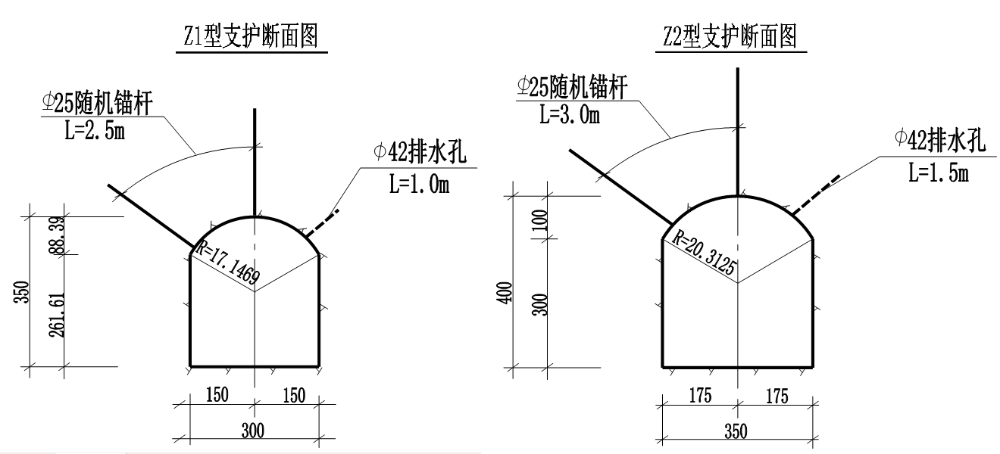 Z1型支护断面图
Φ25随机锚杆
L=2.5m
Φ42排水孔
L=1.0m
R=17.1469
88.39
350
261.61
150
150
300
Z2型支护断面图
Φ25随机锚杆
L=3.0m
Φ42排水孔
L=1.5m
R=20.3125
100
400
300
175
175
350